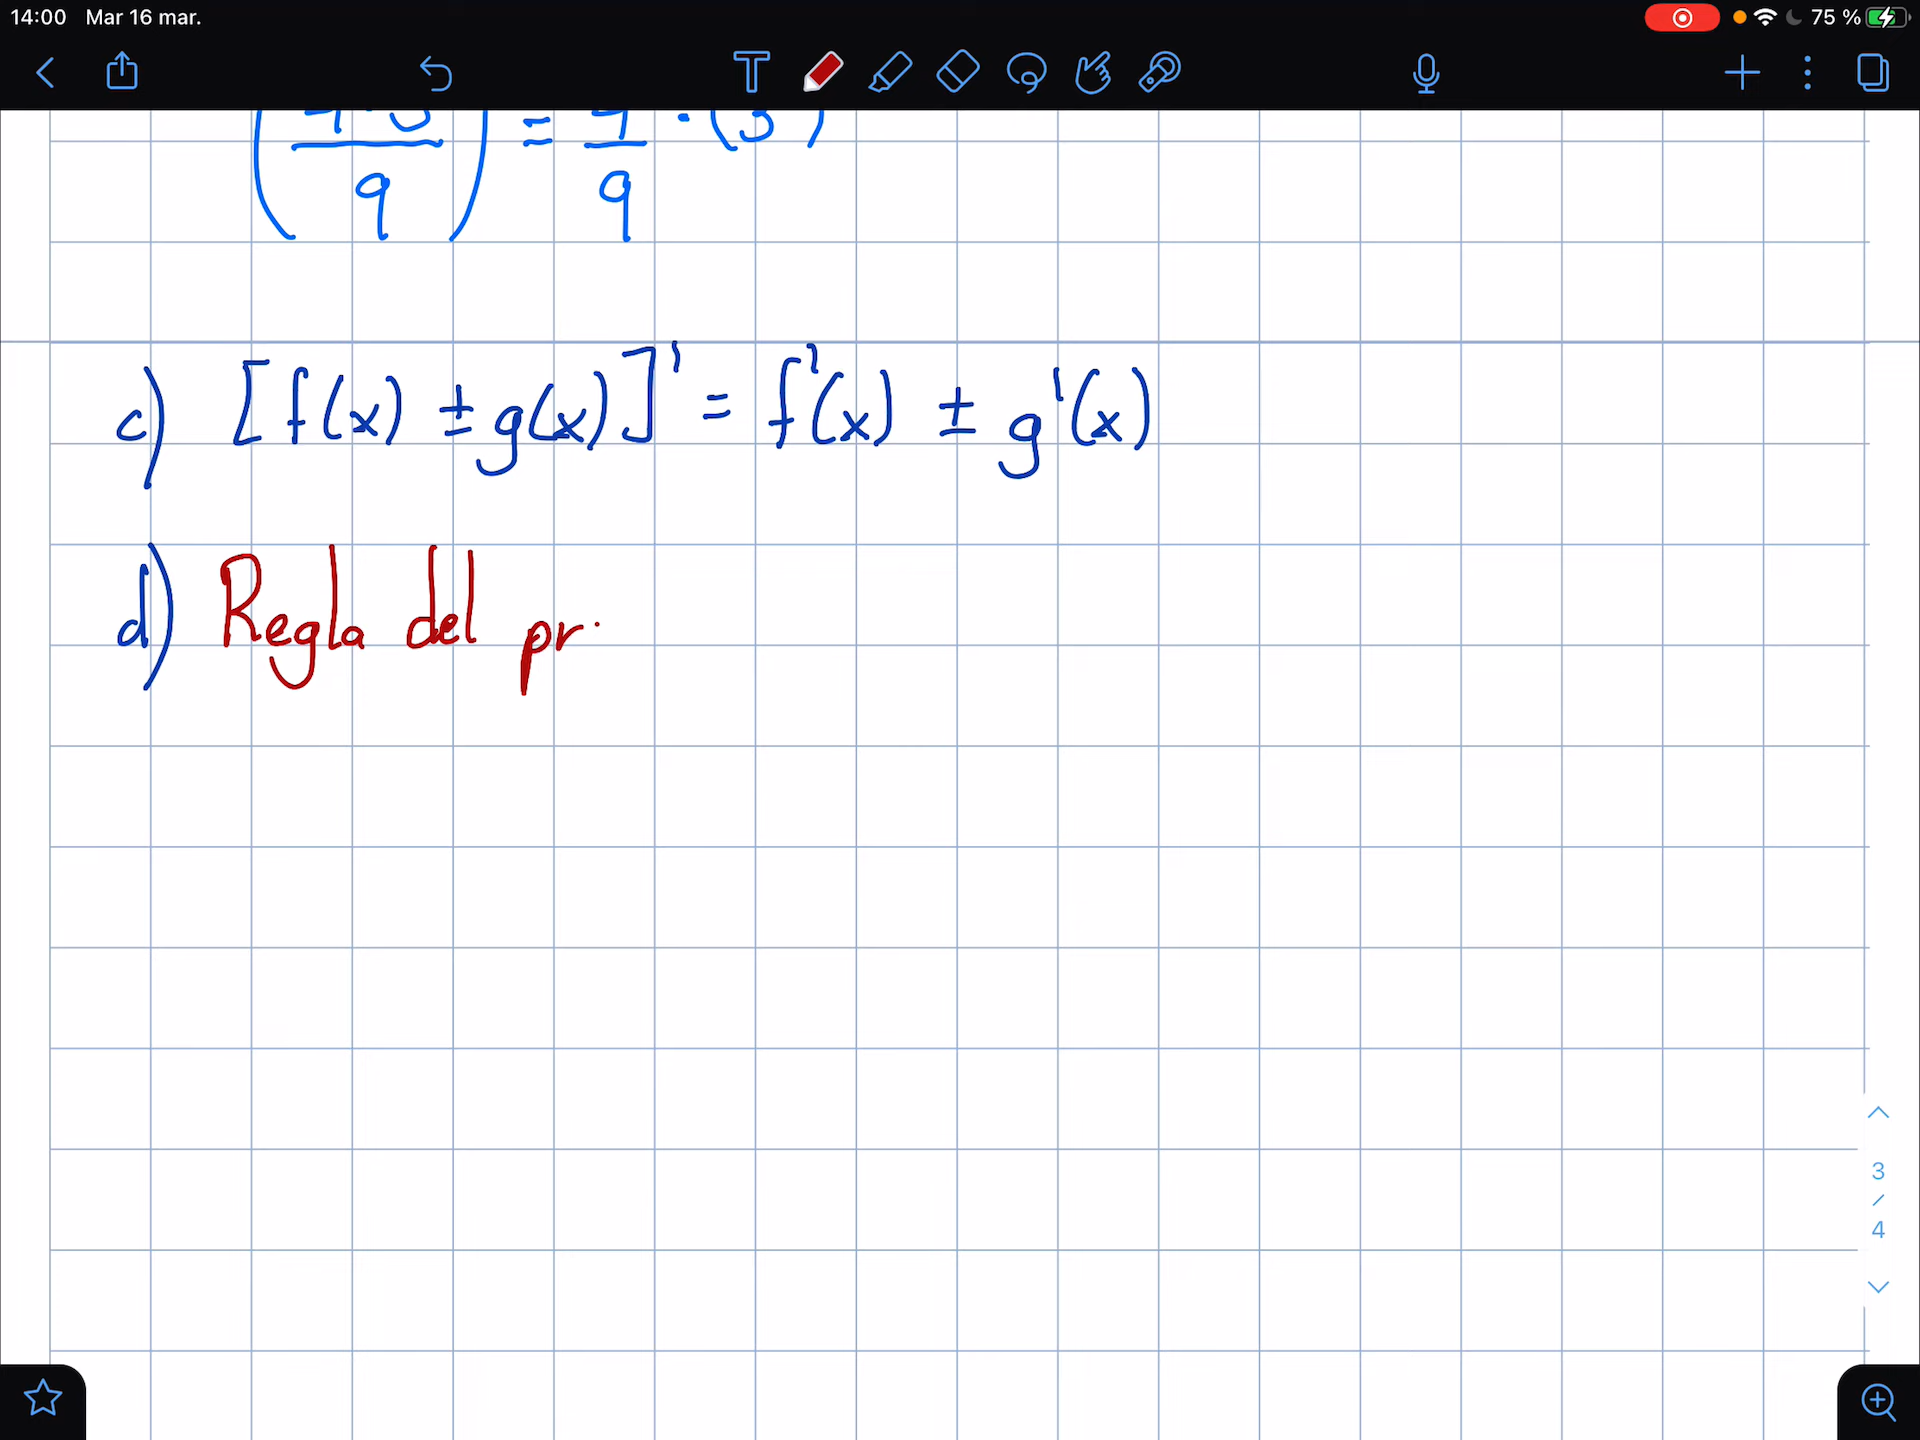 14:00 Mar 16 mar. 75 %
9 = 9
c) [f(x) ± g(x)]' = f'(x) ± g'(x)
d) Regla del pr
3 / 4